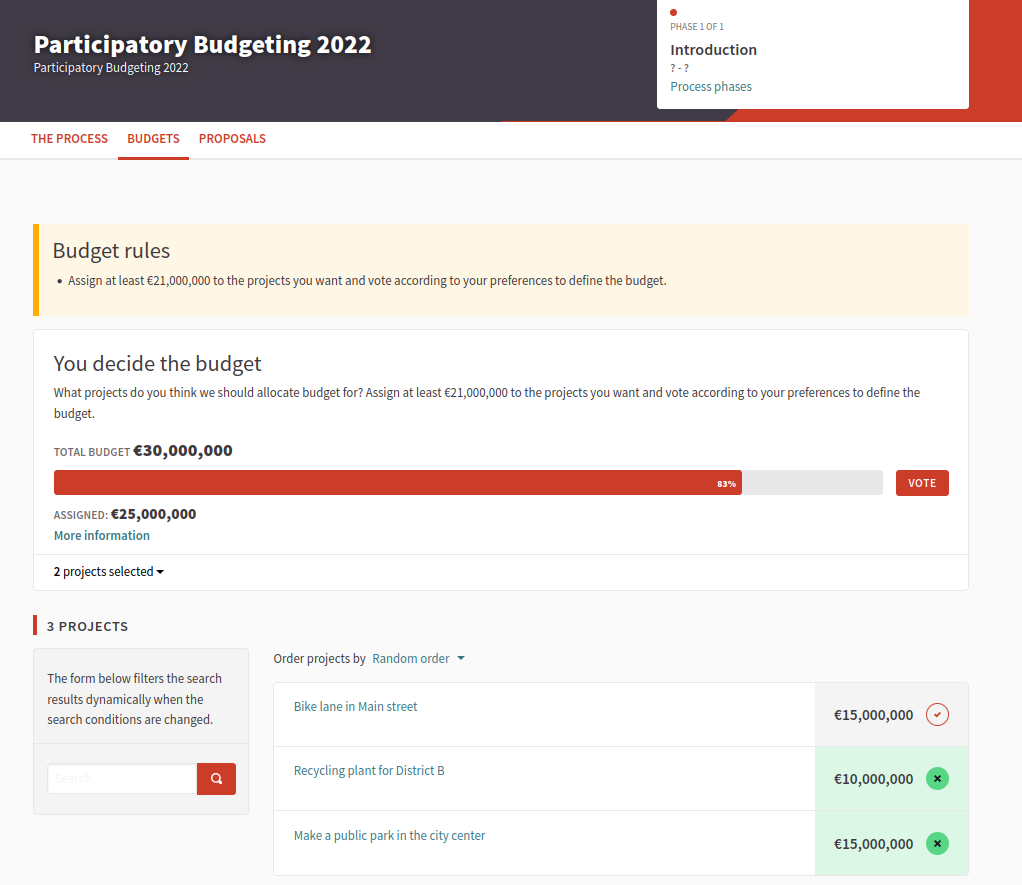 Participatory Budgeting 2022
Participatory Budgeting 2022
PHASE 1 OF 1
Introduction
? - ?
Process phases
THE PROCESS
BUDGETS
PROPOSALS
Budget rules
• Assign at least €21,000,000 to the projects you want and vote according to your preferences to define the budget.
You decide the budget
What projects do you think we should allocate budget for? Assign at least €21,000,000 to the projects you want and vote according to your preferences to define the
budget.
TOTAL BUDGET €30,000,000
83%
VOTE
ASSIGNED: €25,000,000
More information
2 projects selected
3 PROJECTS
The form below filters the search
results dynamically when the
search conditions are changed.
Search
Order projects by Random order
Bike lane in Main street
€15,000,000
Recycling plant for District B
€10,000,000
Make a public park in the city center
€15,000,000